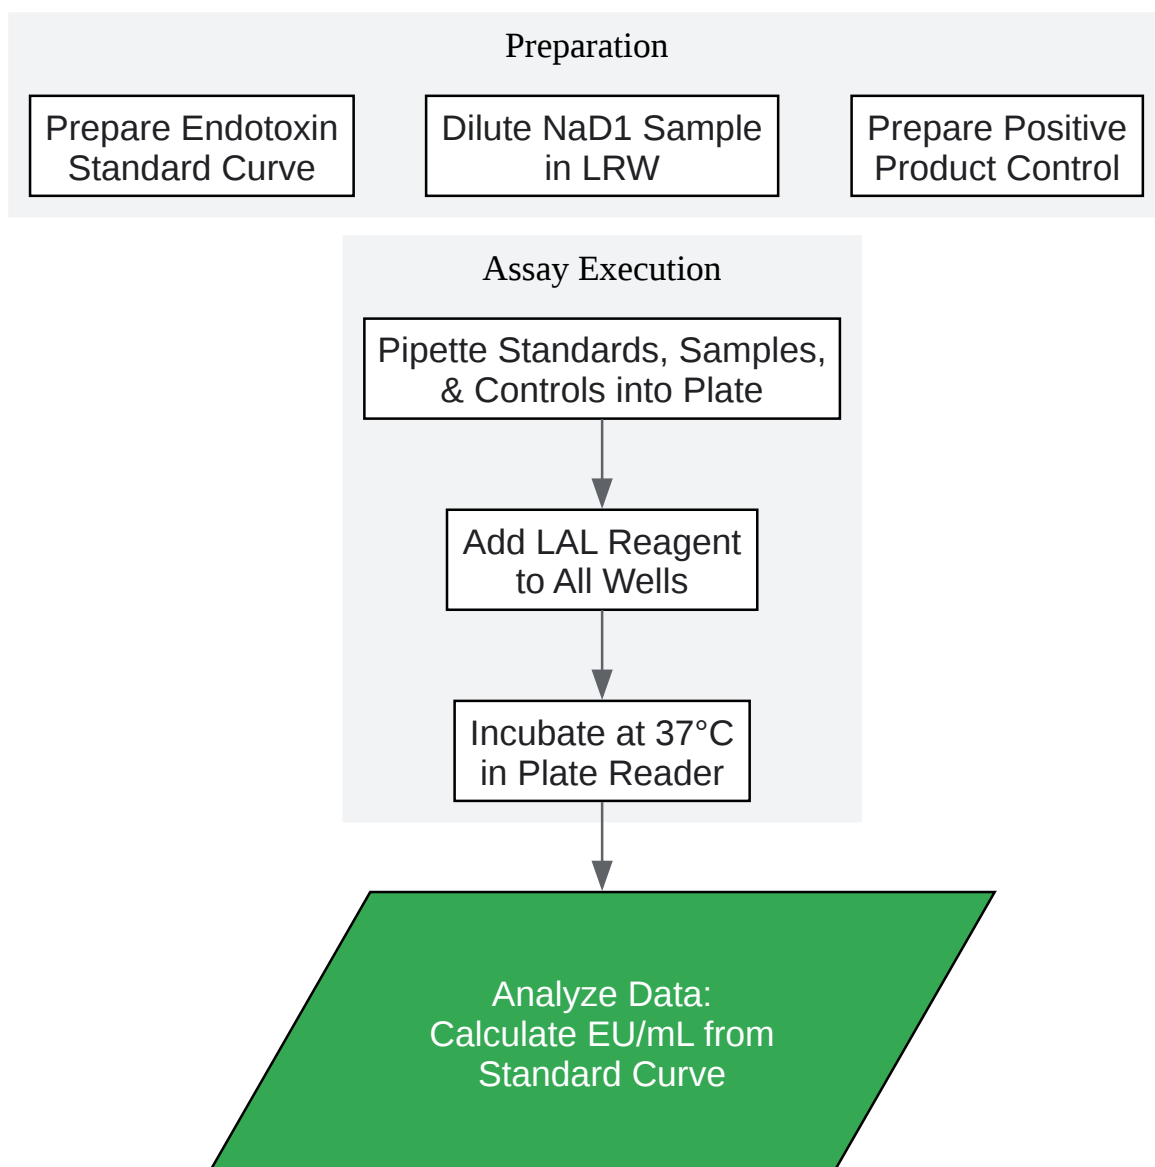 Preparation
Prepare Endotoxin
Standard Curve
Dilute NaD1 Sample
in LRW
Prepare Positive
Product Control
Assay Execution
Pipette Standards, Samples,
& Controls into Plate
Add LAL Reagent
to All Wells
Incubate at 37°C
in Plate Reader
Analyze Data:
Calculate EU/mL from
Standard Curve